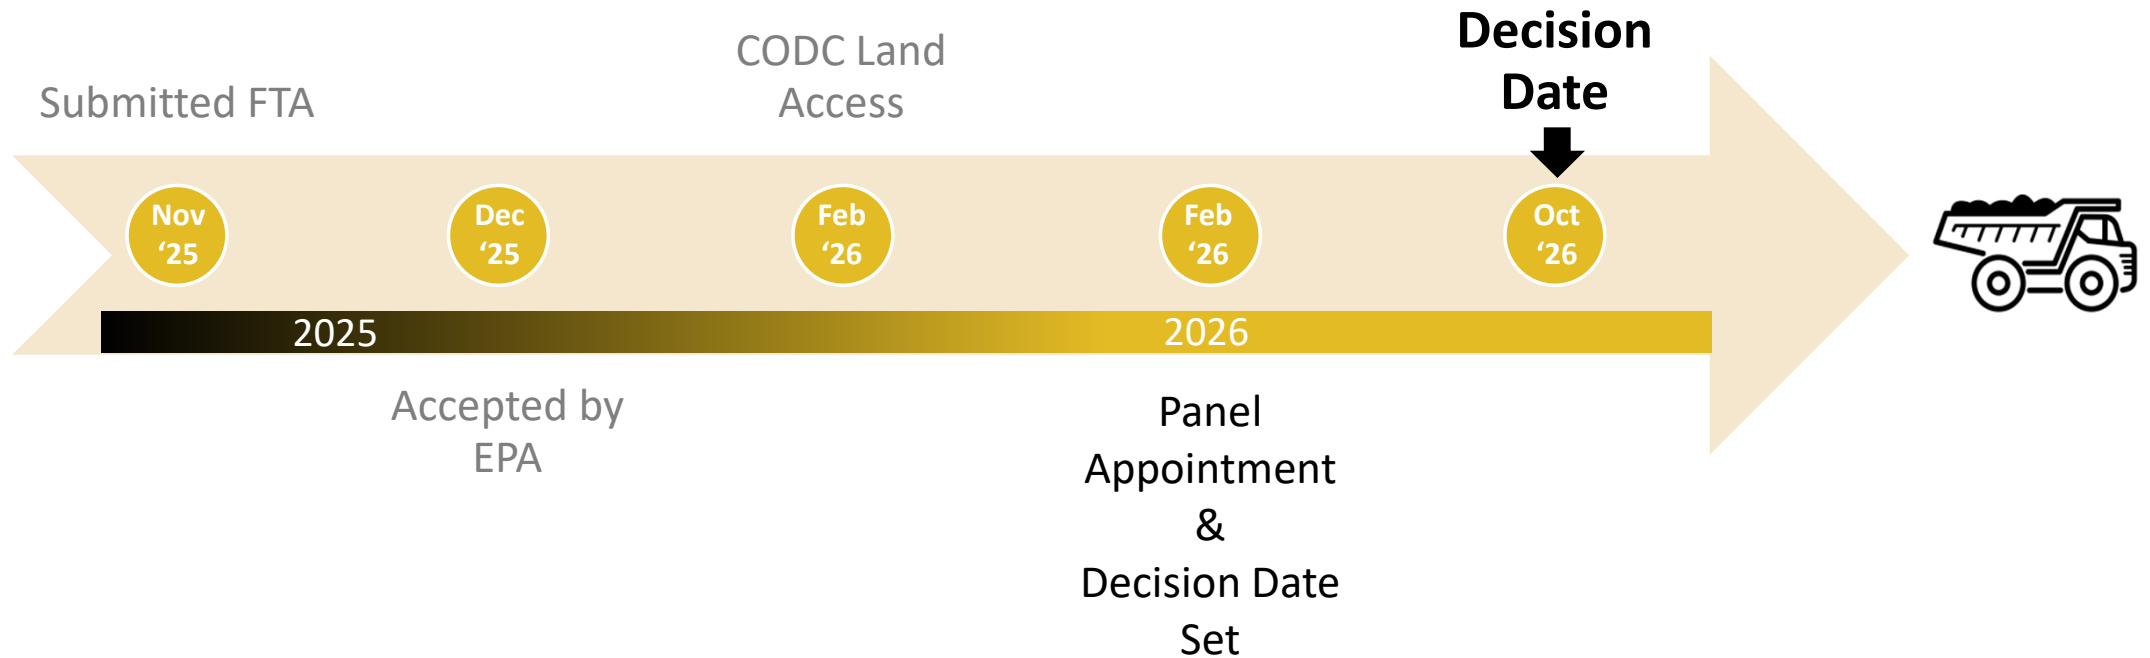 Submitted FTA
CODC Land
Access
Decision
Date
Nov
‘25
Dec
‘25
Feb
‘26
Feb
‘26
Oct
‘26
2025
2026
Accepted by
EPA
Panel
Appointment
&
Decision Date
Set